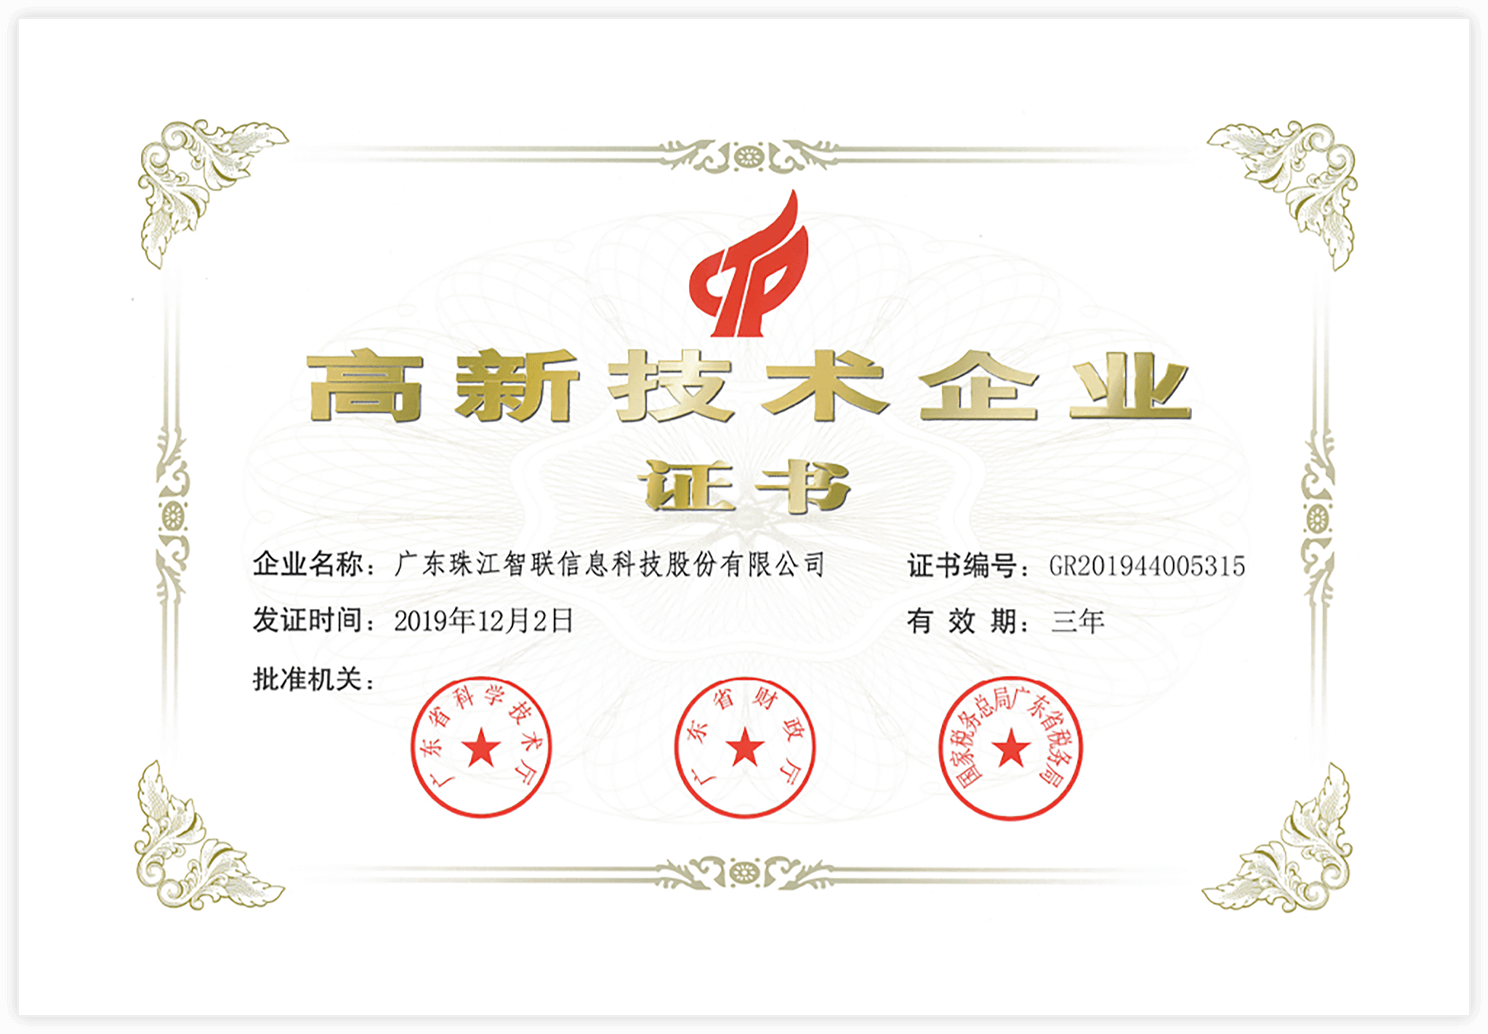 高新技术企业
证书
企业名称：广东珠江智联信息科技股份有限公司 证书编号：GR201944005315
发证时间：2019年12月2日 有效期：三年
批准机关：
广东省科学技术厅
广东省财政厅
国家税务总局广东省税务局